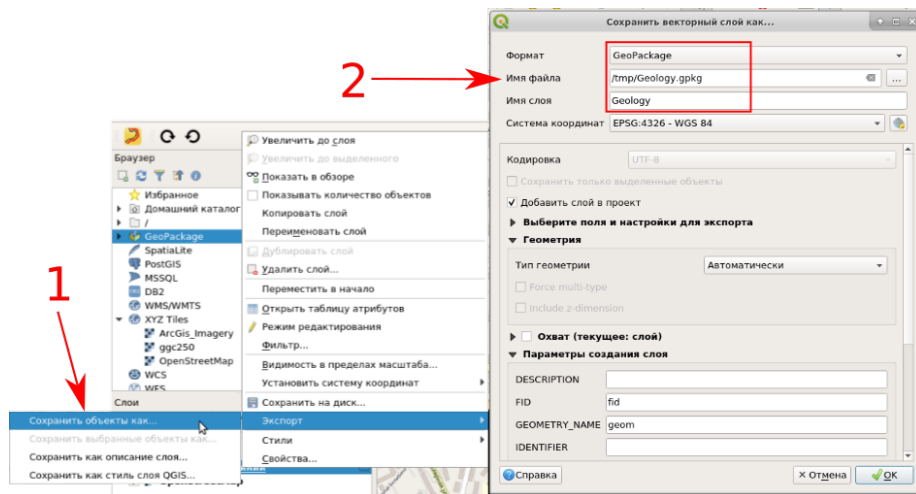 Сохранить векторный слой как...
Формат
GeoPackage
2
Имя файла
/tmp/Geology.gpkg
...
Имя слоя
Geology
Система координат
EPSG:4326 - WGS 84
Кодировка
UTF-8
Сохранить только выделенные объекты
Добавить слой в проект
Выберите поля и настройки для экспорта
Геометрия
Тип геометрии
Автоматически
Force multi-type
Include z-dimension
Охват (текущее: слой)
Параметры создания слоя
DESCRIPTION
FID
fid
GEOMETRY_NAME
geom
IDENTIFIER
Справка
Отмена
OK
Браузер
Избранное
Домашний каталог
/
GeoPackage
SpatiaLite
PostGIS
MSSQL
DB2
WMS/WMTS
XYZ Tiles
ArcGis_Imagery
ggc250
OpenStreetMap
WCS
WFS
Слои
Увеличить до слоя
Увеличить до выделенного
Показать в обзоре
Показывать количество объектов
Копировать слой
Переименовать слой
Дублировать слой
Удалить слой...
Переместить в начало
Открыть таблицу атрибутов
Режим редактирования
Фильтр...
Видимость в пределах масштаба...
Установить систему координат
Сохранить на диск...
Экспорт
Стили
Свойства...
1
Сохранить объекты как...
Сохранить выбранные объекты как...
Сохранить как описание слоя...
Сохранить как стиль слоя QGIS...
OpenStreetMap